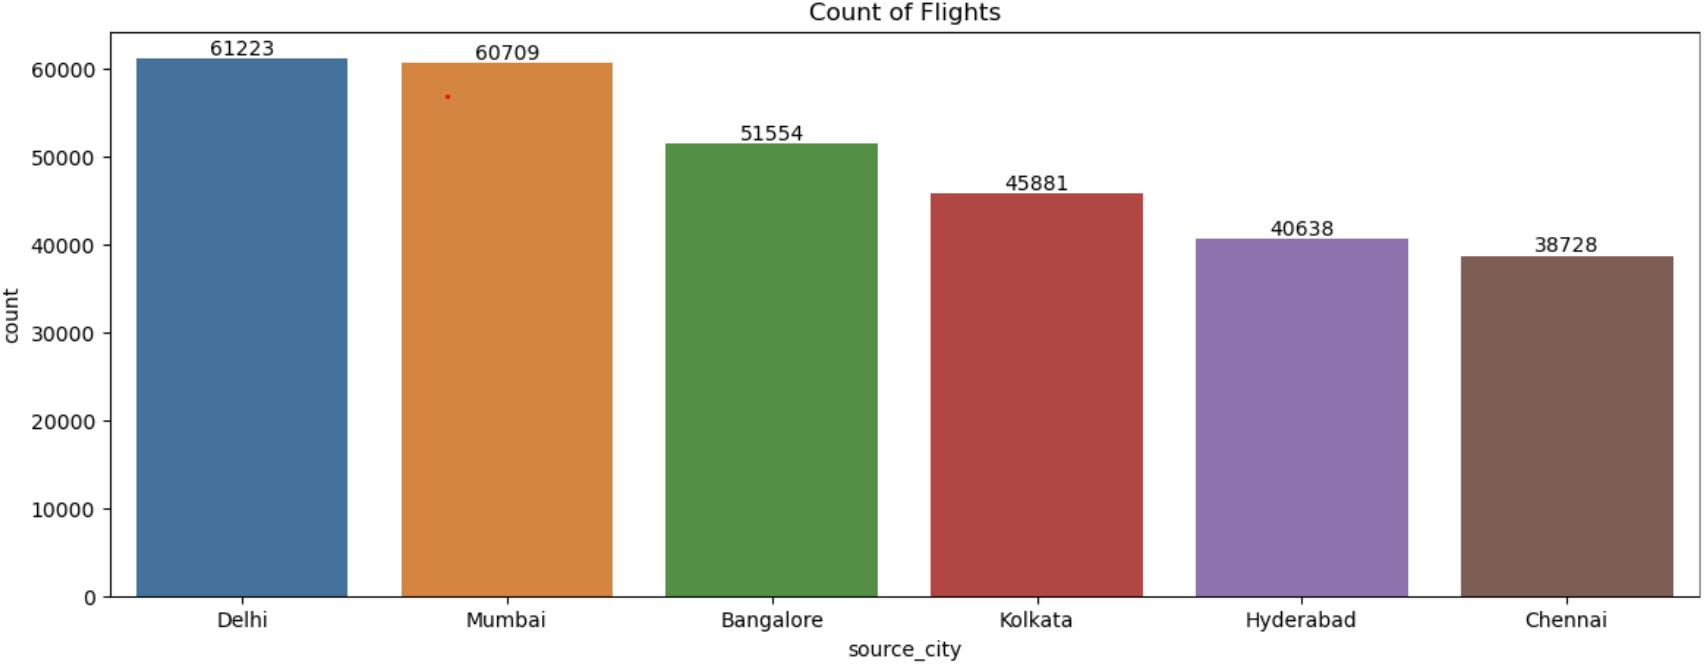 Count of Flights
61223
60709
51554
45881
40638
38728
60000
50000
40000
30000
20000
10000
0
count
Delhi
Mumbai
Bangalore
Kolkata
Hyderabad
Chennai
source_city